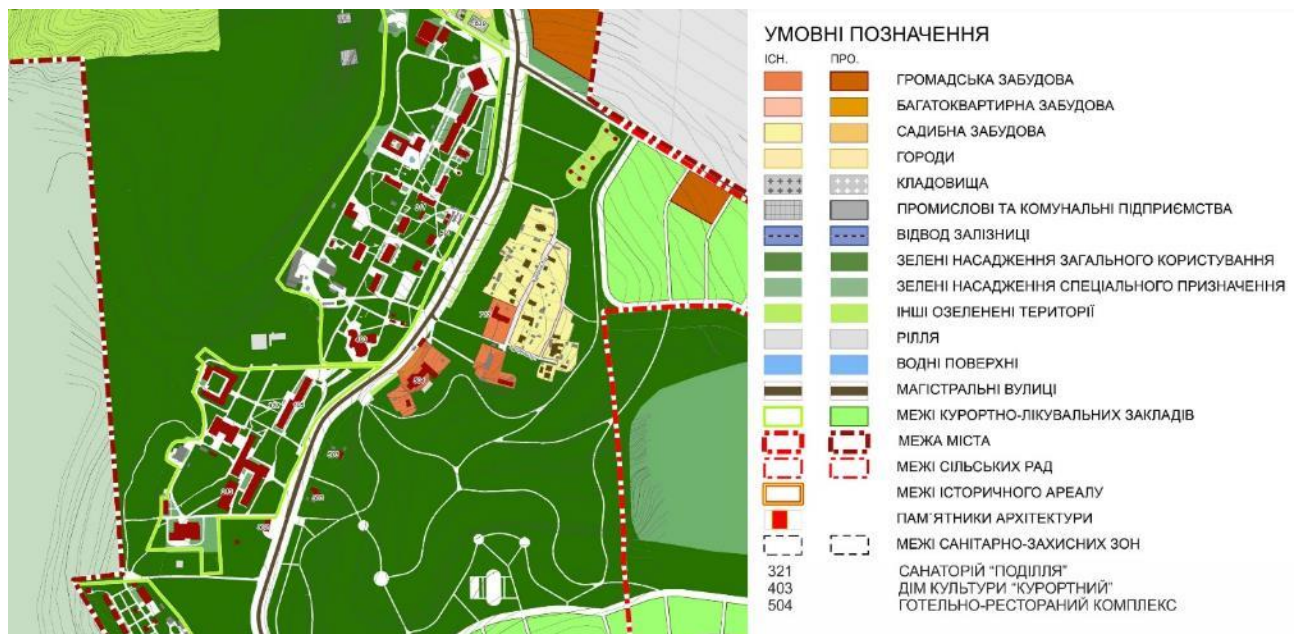 УМОВНІ ПОЗНАЧЕННЯ
ІСН. ПРО.
ГРОМАДСЬКА ЗАБУДОВА
БАГАТОКВАРТИРНА ЗАБУДОВА
САДИБНА ЗАБУДОВА
ГОРОДИ
КЛАДОВИЩА
ПРОМИСЛОВІ ТА КОМУНАЛЬНІ ПІДПРИЄМСТВА
ВІДВОД ЗАЛІЗНИЦІ
ЗЕЛЕНІ НАСАДЖЕННЯ ЗАГАЛЬНОГО КОРИСТУВАННЯ
ЗЕЛЕНІ НАСАДЖЕННЯ СПЕЦІАЛЬНОГО ПРИЗНАЧЕННЯ
ІНШІ ОЗЕЛЕНЕНІ ТЕРИТОРІЇ
РІЛЛЯ
ВОДНІ ПОВЕРХНІ
МАГІСТРАЛЬНІ ВУЛИЦІ
МЕЖІ КУРОРТНО-ЛІКУВАЛЬНИХ ЗАКЛАДІВ
МЕЖА МІСТА
МЕЖІ СІЛЬСЬКИХ РАД
МЕЖІ ІСТОРИЧНОГО АРЕАЛУ
ПАМ´ЯТНИКИ АРХІТЕКТУРИ
МЕЖІ САНІТАРНО-ЗАХИСНИХ ЗОН
321 САНАТОРІЙ "ПОДІЛЛЯ"
403 ДІМ КУЛЬТУРИ "КУРОРТНИЙ"
504 ГОТЕЛЬНО-РЕСТОРАНИЙ КОМПЛЕКС